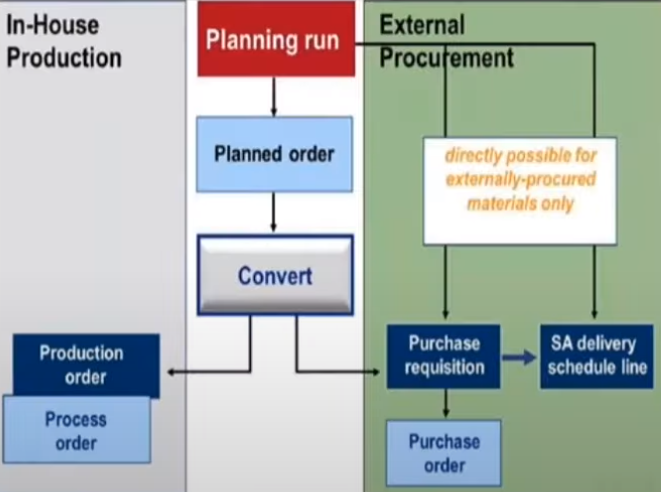 In-House
Production
Planning run
External
Procurement
Planned order
directly possible for
externally-procured
materials only
Convert
Production
order
Process
order
Purchase
requisition
SA delivery
schedule line
Purchase
order